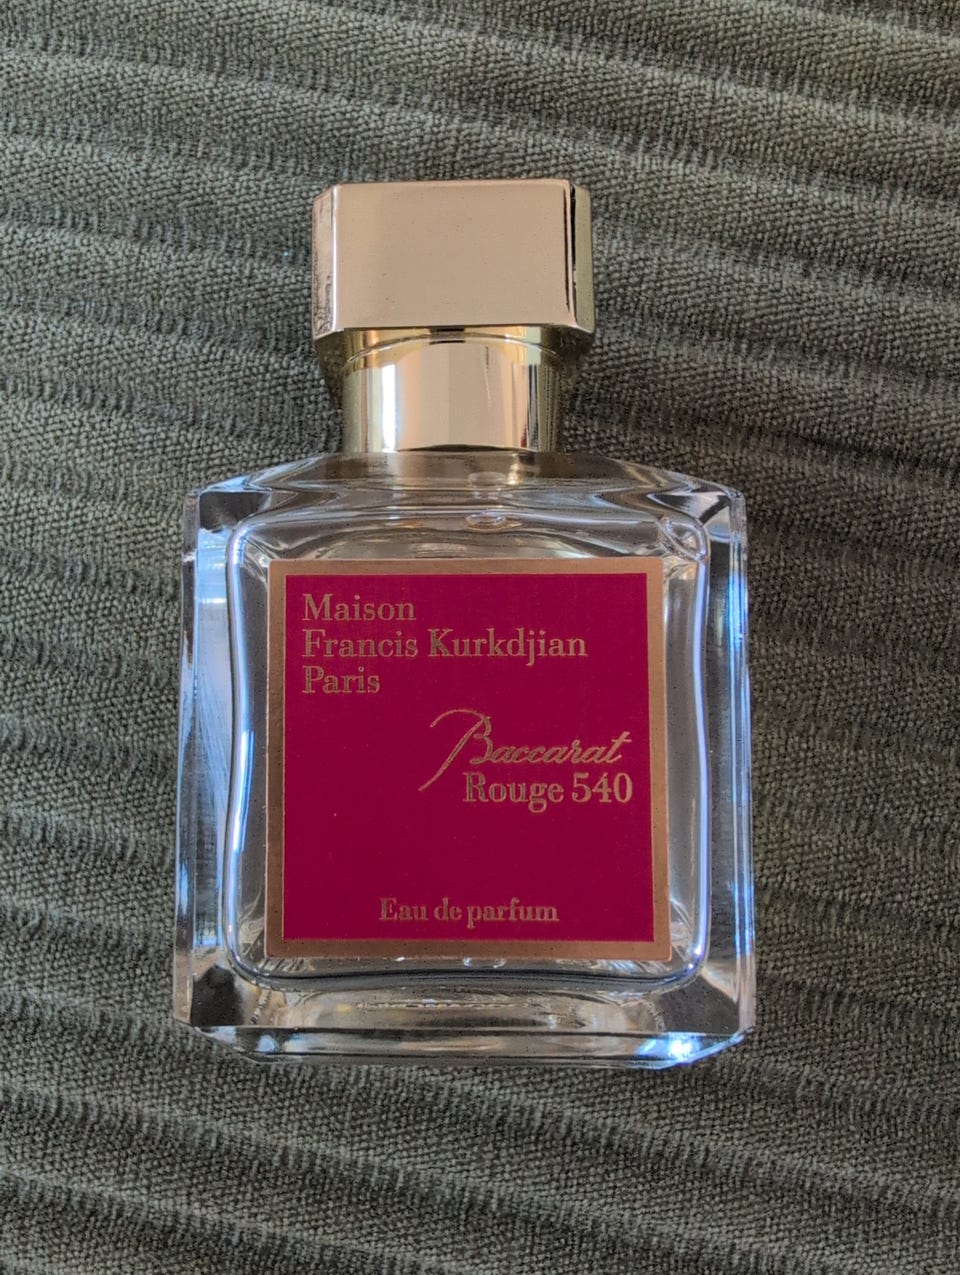 Maison
Francis Kurkdjian
Paris
Baccarat
Rouge 540
Eau de parfum